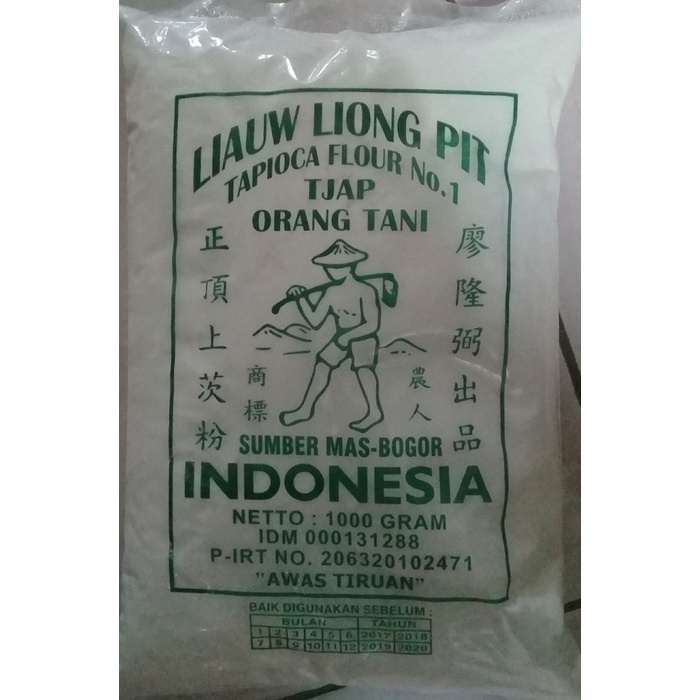 LIAUW LIONG PIT
TAPIOCA FLOUR No.1
TJAP
ORANG TANI
正頂上茨粉
廖隆弼出品
商標
農人
SUMBER MAS-BOGOR
INDONESIA
NETTO : 1000 GRAM
IDM 000131288
P-IRT NO. 206320102471
"AWAS TIRUAN"
BAIK DIGUNAKAN SEBELUM :
BULAN TAHUN
1 2 3 4 5 6 2017 2018
7 8 9 10 11 12 2019 2020